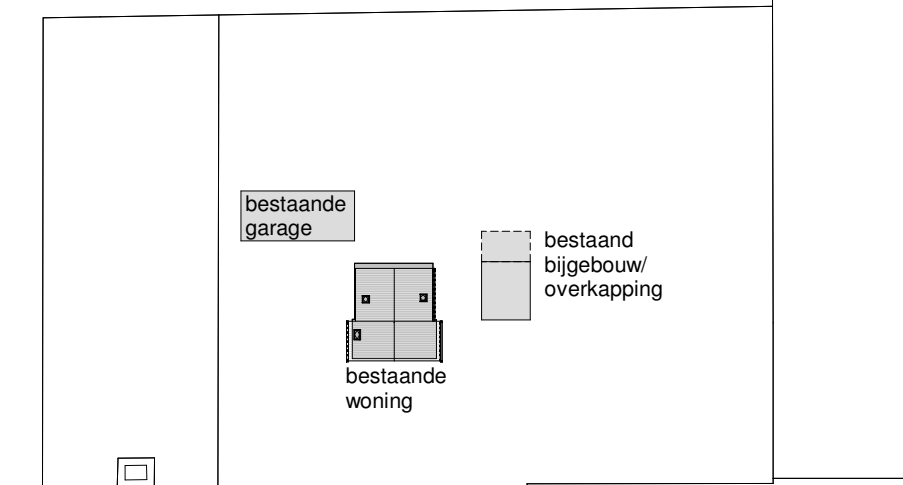 bestaande
garage
bestaand
bijgebouw/
overkapping
bestaande
woning